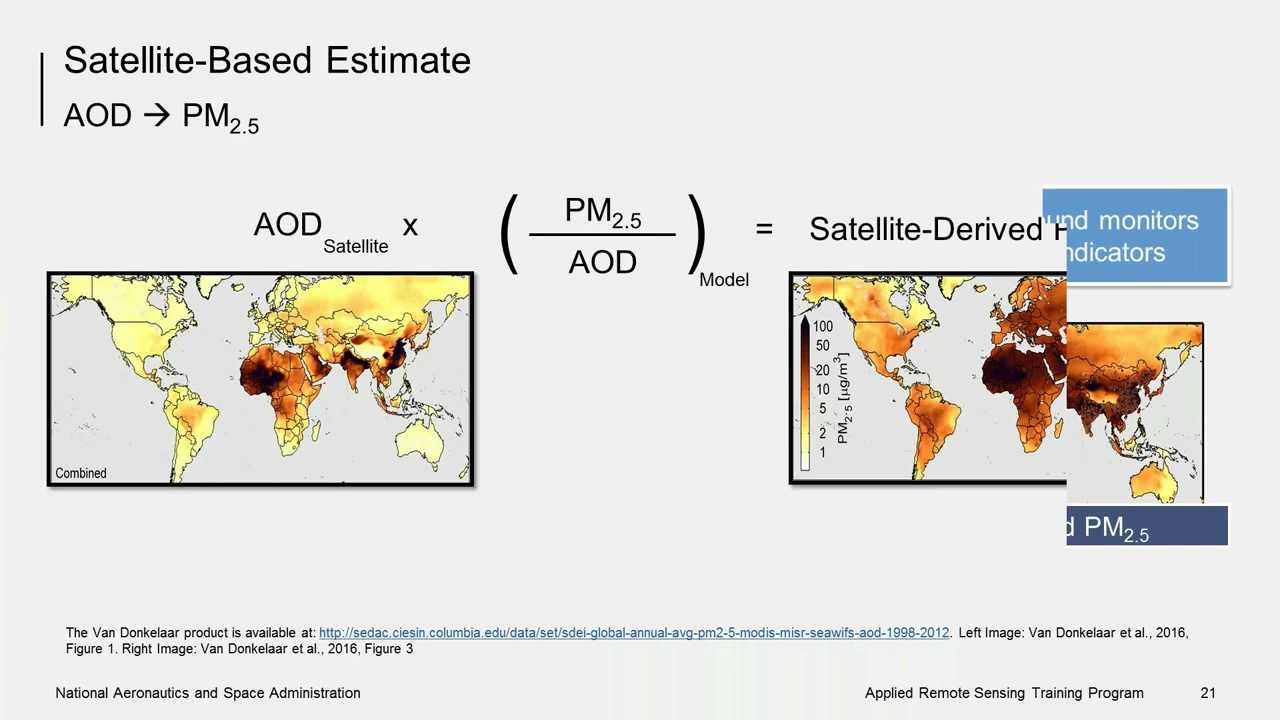 Satellite-Based Estimate
AOD → PM2.5
AODSatellite x ( PM2.5 / AOD )Model = Satellite-Derived
monitors
Combined
100
50
20
10
5
2
1
PM2.5 [µg/m³]
PM2.5
The Van Donkelaar product is available at: http://sedac.ciesin.columbia.edu/data/set/sdei-global-annual-avg-pm2-5-modis-misr-seawifs-aod-1998-2012. Left Image: Van Donkelaar et al., 2016,
Figure 1. Right Image: Van Donkelaar et al., 2016, Figure 3
National Aeronautics and Space Administration
Applied Remote Sensing Training Program
21